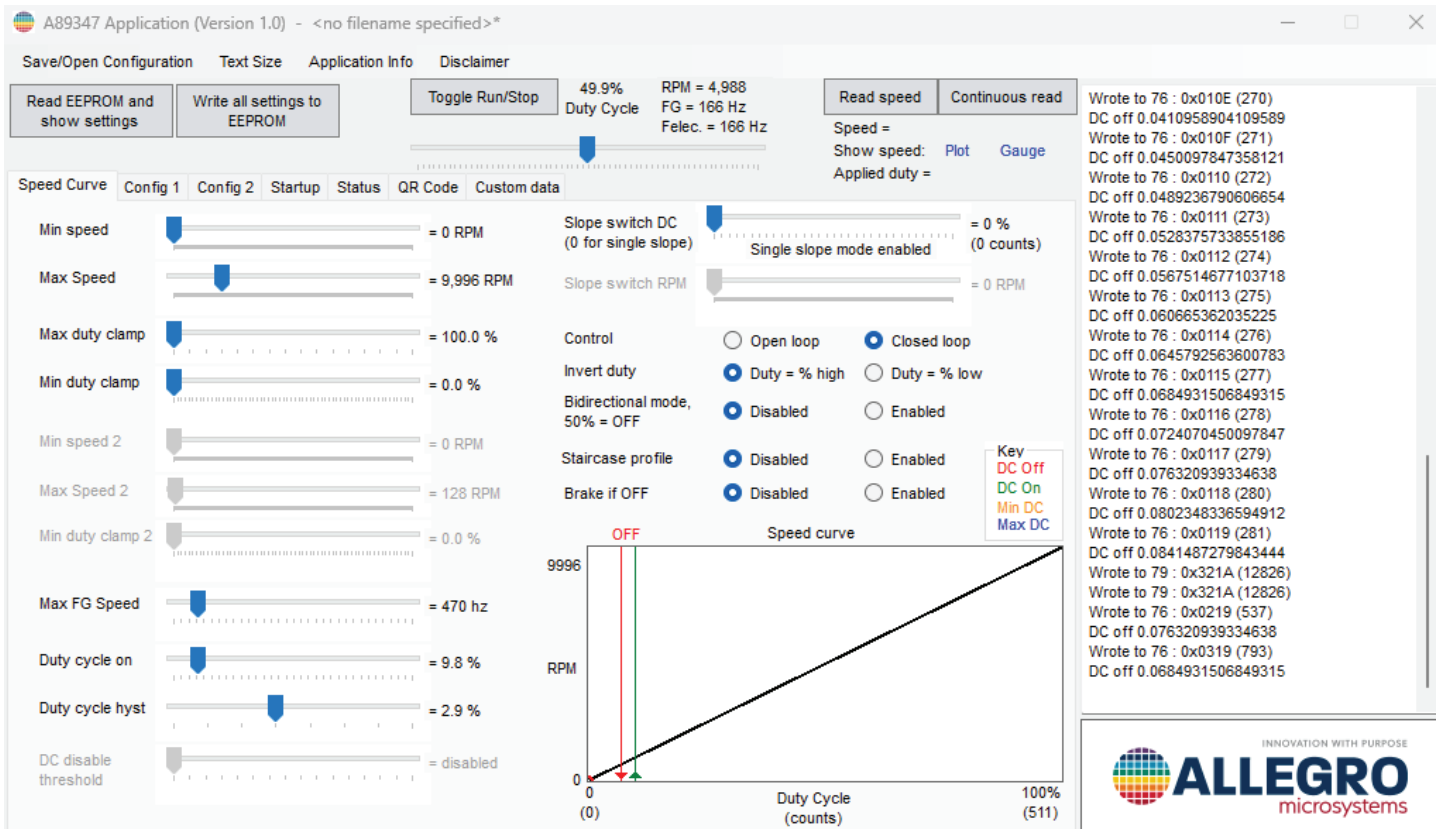 A89347 Application (Version 1.0) - <no filename specified>*
Save/Open Configuration Text Size Application Info Disclaimer
Read EEPROM and
show settings
Write all settings to
EEPROM
Toggle Run/Stop
49.9%
Duty Cycle
RPM = 4,988
FG = 166 Hz
Felec. = 166 Hz
Read speed
Continuous read
Speed =
Show speed: Plot Gauge
Applied duty =
Speed Curve Config 1 Config 2 Startup Status QR Code Custom data
Min speed = 0 RPM
Max Speed = 9,996 RPM
Max duty clamp = 100.0 %
Min duty clamp = 0.0 %
Min speed 2 = 0 RPM
Max Speed 2 = 128 RPM
Min duty clamp 2 = 0.0 %
Max FG Speed = 470 hz
Duty cycle on = 9.8 %
Duty cycle hyst = 2.9 %
DC disable
threshold
= disabled
Slope switch DC
(0 for single slope)
Single slope mode enabled
= 0 %
(0 counts)
Slope switch RPM = 0 RPM
Control Open loop Closed loop
Invert duty Duty = % high Duty = % low
Bidirectional mode,
50% = OFF
Disabled Enabled
Staircase profile Disabled Enabled
Brake if OFF Disabled Enabled
Key
DC Off
DC On
Min DC
Max DC
OFF
Speed curve
9996
RPM
0
0
(0)
Duty Cycle
(counts)
100%
(511)
Wrote to 76 : 0x010E (270)
DC off 0.0410958904109589
Wrote to 76 : 0x010F (271)
DC off 0.0450097847358121
Wrote to 76 : 0x0110 (272)
DC off 0.0489236790606654
Wrote to 76 : 0x0111 (273)
DC off 0.0528375733855186
Wrote to 76 : 0x0112 (274)
DC off 0.0567514677103718
Wrote to 76 : 0x0113 (275)
DC off 0.060665362035225
Wrote to 76 : 0x0114 (276)
DC off 0.0645792563600783
Wrote to 76 : 0x0115 (277)
DC off 0.0684931506849315
Wrote to 76 : 0x0116 (278)
DC off 0.0724070450097847
Wrote to 76 : 0x0117 (279)
DC off 0.076320939334638
Wrote to 76 : 0x0118 (280)
DC off 0.0802348336594912
Wrote to 76 : 0x0119 (281)
DC off 0.0841487279843444
Wrote to 79 : 0x321A (12826)
Wrote to 79 : 0x321A (12826)
Wrote to 76 : 0x0219 (537)
DC off 0.076320939334638
Wrote to 76 : 0x0319 (793)
DC off 0.0684931506849315
INNOVATION WITH PURPOSE
ALLEGRO
microsystems